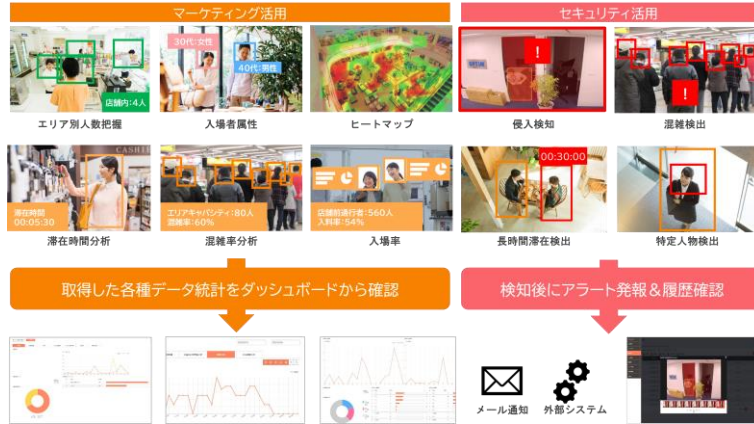 マーケティング活用
セキュリティ活用
30代:女性
40代:男性
店舗内:4人
!
!
エリア別人数把握
入場者属性
ヒートマップ
侵入検知
混雑検出
CASHIER
00:30:00
滞在時間
00:05:30
エリアキャパシティ:80人
混雑率:60%
店舗前通行者:560人
入料率:54%
滞在時間分析
混雑率分析
入場率
長時間滞在検出
特定人物検出
取得した各種データ統計をダッシュボードから確認
検知後にアラート発報&履歴確認
メール通知
外部システム